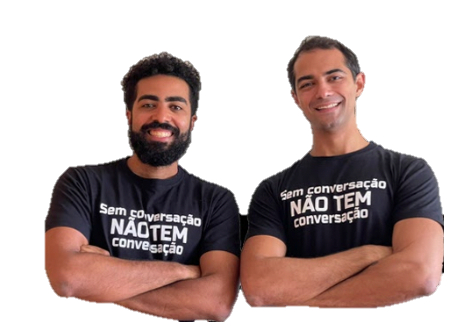 Sem conversação
NÃO TEM
conversação
Sem conversação
NÃO TEM
conversação